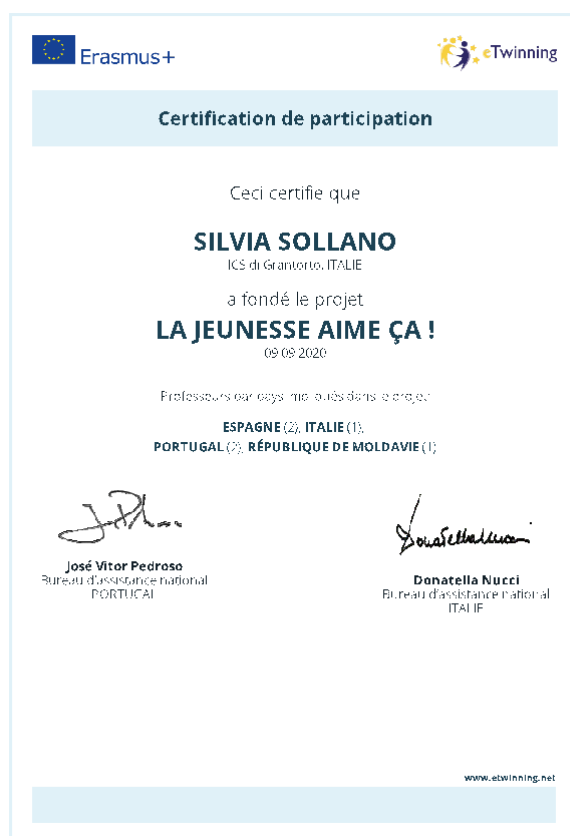 Erasmus+
eTwinning
Certification de participation
Ceci certifie que
SILVIA SOLLANO
ICS di Grantorto, ITALIE
a fondé le projet
LA JEUNESSE AIME ÇA !
09.09.2020
Professeurs par pays impliqués dans le projet
ESPAGNE (2), ITALIE (1),
PORTUGAL (2), RÉPUBLIQUE DE MOLDAVIE (1)
José Vitor Pedroso
Bureau d'assistance national
PORTUGAL
Donatella Nucci
Bureau d'assistance national
ITALIE
www.etwinning.net